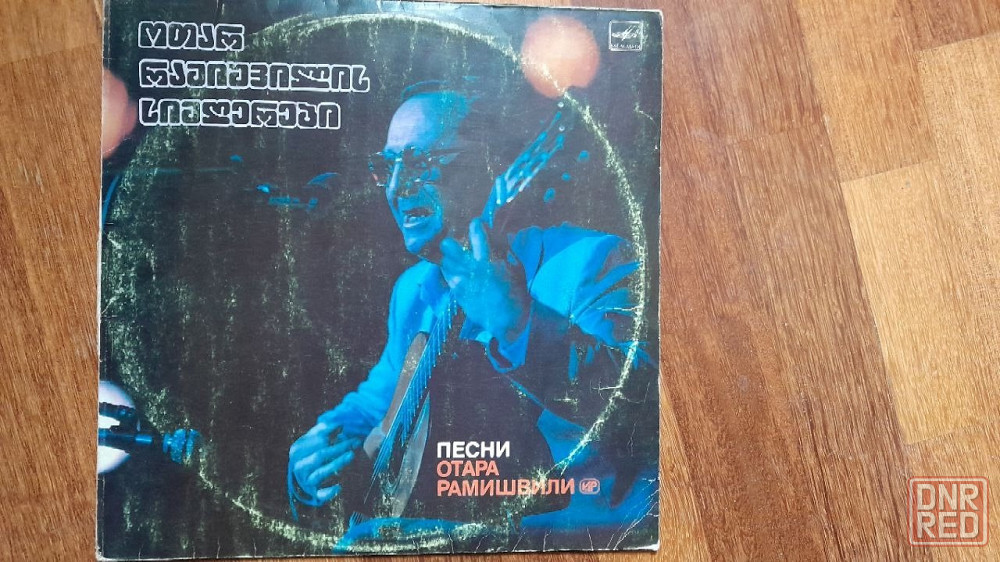 ოთარ
რამიშვილის
სიმღერები
ПЕСНИ
ОТАРА
РАМИШВИЛИ
DNR
RED